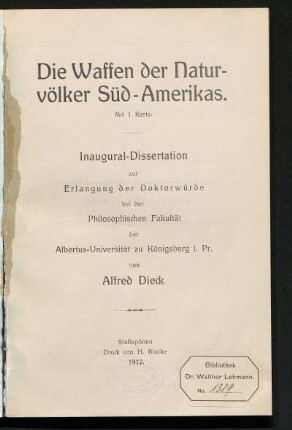 Die Waffen der Natur-
völker Süd-Amerikas.
Mit 1 Karte.
Inaugural-Dissertation
zur
Erlangung der Doktorwürde
bei der
Philosophischen Fakultät
der
Albertus-Universität zu Königsberg i. Pr.
von
Alfred Dieck.
Stallupönen
Druck von H. Klutke
1912.
Bibliothek
Dr. Walther Lehmann.
No. 1329